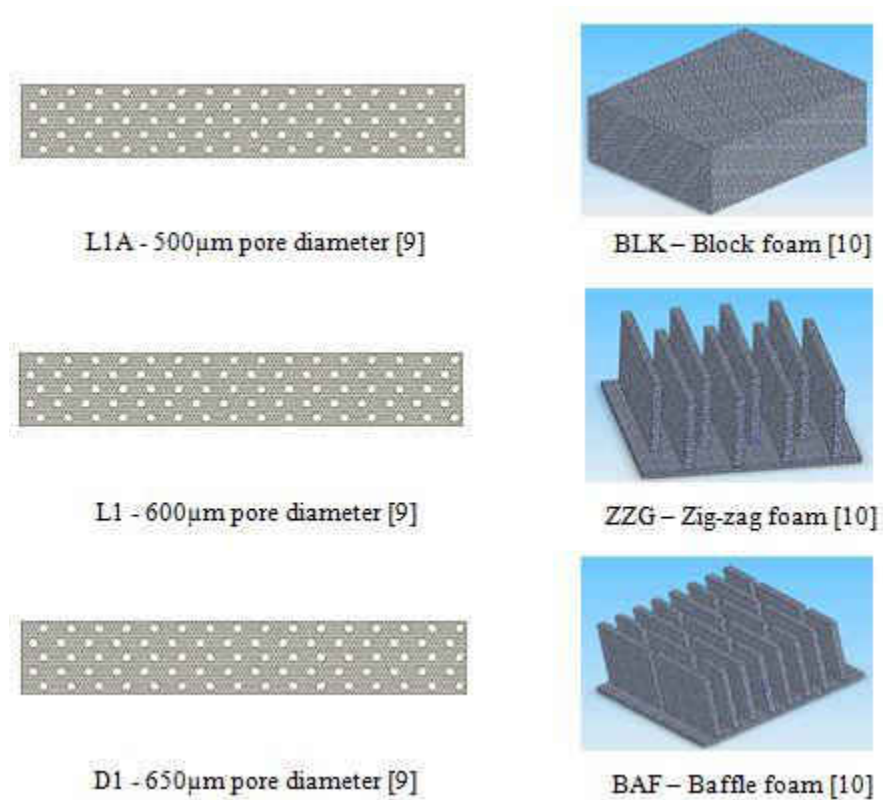 L1A - 500µm pore diameter [9]
BLK – Block foam [10]
L1 - 600µm pore diameter [9]
ZZG – Zig-zag foam [10]
D1 - 650µm pore diameter [9]
BAF – Baffle foam [10]